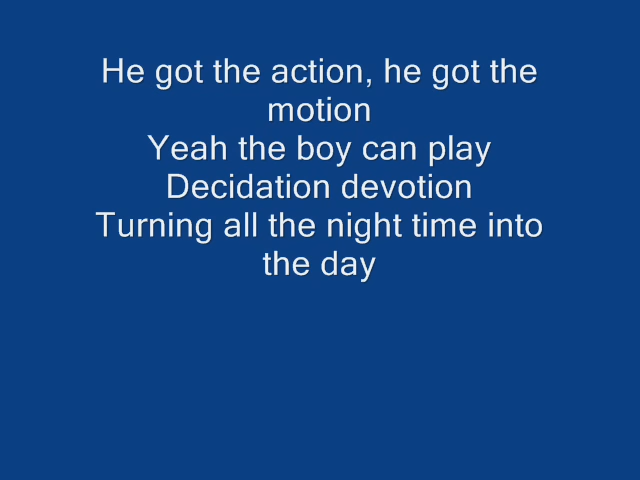 He got the action, he got the
motion
Yeah the boy can play
Decidation devotion
Turning all the night time into
the day